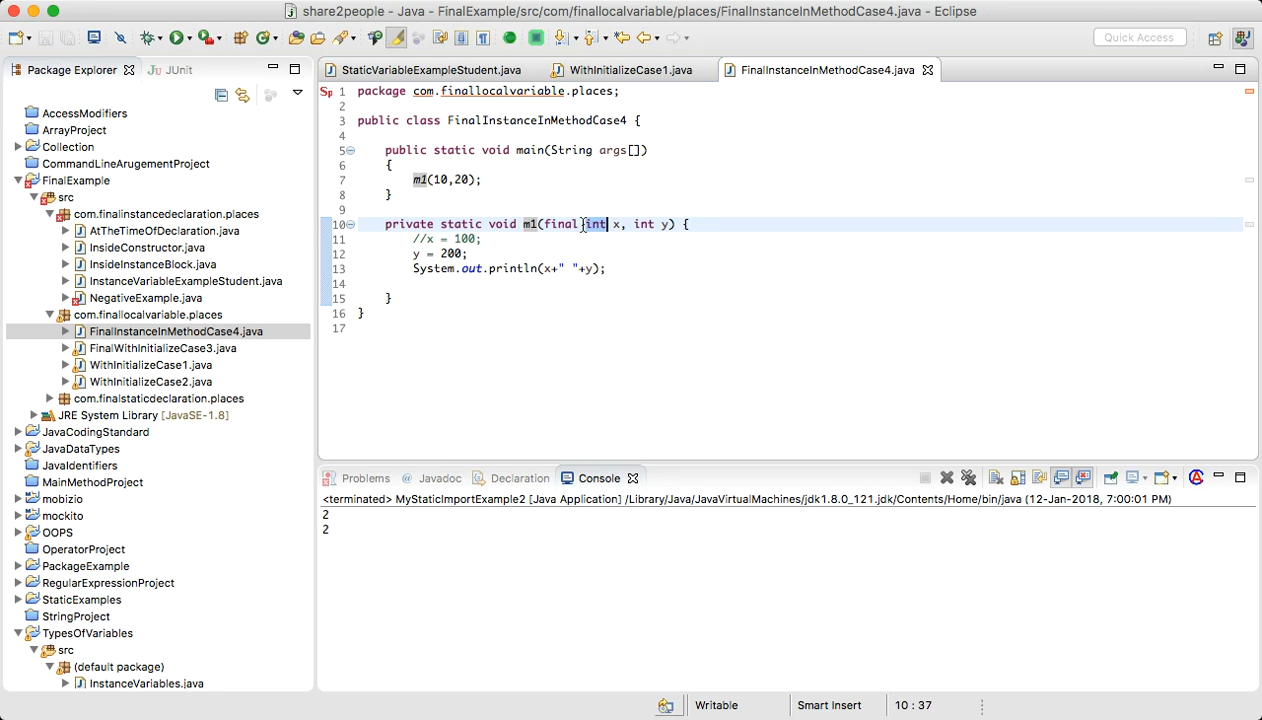 share2people - Java - FinalExample/src/com/finallocalvariable/places/FinalInstanceInMethodCase4.java - Eclipse
Quick Access
Package Explorer
JUnit
AccessModifiers
ArrayProject
Collection
CommandLineArugementProject
FinalExample
src
com.finalinstancedeclaration.places
AtTheTimeOfDeclaration.java
InsideConstructor.java
InsideInstanceBlock.java
InstanceVariableExampleStudent.java
NegativeExample.java
com.finallocalvariable.places
FinalInstanceInMethodCase4.java
FinalWithInitializeCase3.java
WithInitializeCase1.java
WithInitializeCase2.java
com.finalstaticdeclaration.places
JRE System Library [JavaSE-1.8]
JavaCodingStandard
JavaDataTypes
JavaIdentifiers
MainMethodProject
mobizio
mockito
OOPS
OperatorProject
PackageExample
RegularExpressionProject
StaticExamples
StringProject
TypesOfVariables
src
(default package)
InstanceVariables.java
StaticVariableExampleStudent.java
WithInitializeCase1.java
FinalInstanceInMethodCase4.java
1 package com.finallocalvariable.places;
2
3 public class FinalInstanceInMethodCase4 {
4
5 public static void main(String args[])
6 {
7 m1(10,20);
8 }
9
10 private static void m1(final int x, int y) {
11 //x = 100;
12 y = 200;
13 System.out.println(x+" "+y);
14
15 }
16 }
17
Problems
@ Javadoc
Declaration
Console
<terminated> MyStaticImportExample2 [Java Application] /Library/Java/JavaVirtualMachines/jdk1.8.0_121.jdk/Contents/Home/bin/java (12-Jan-2018, 7:00:01 PM)
2
2
Writable
Smart Insert
10 : 37